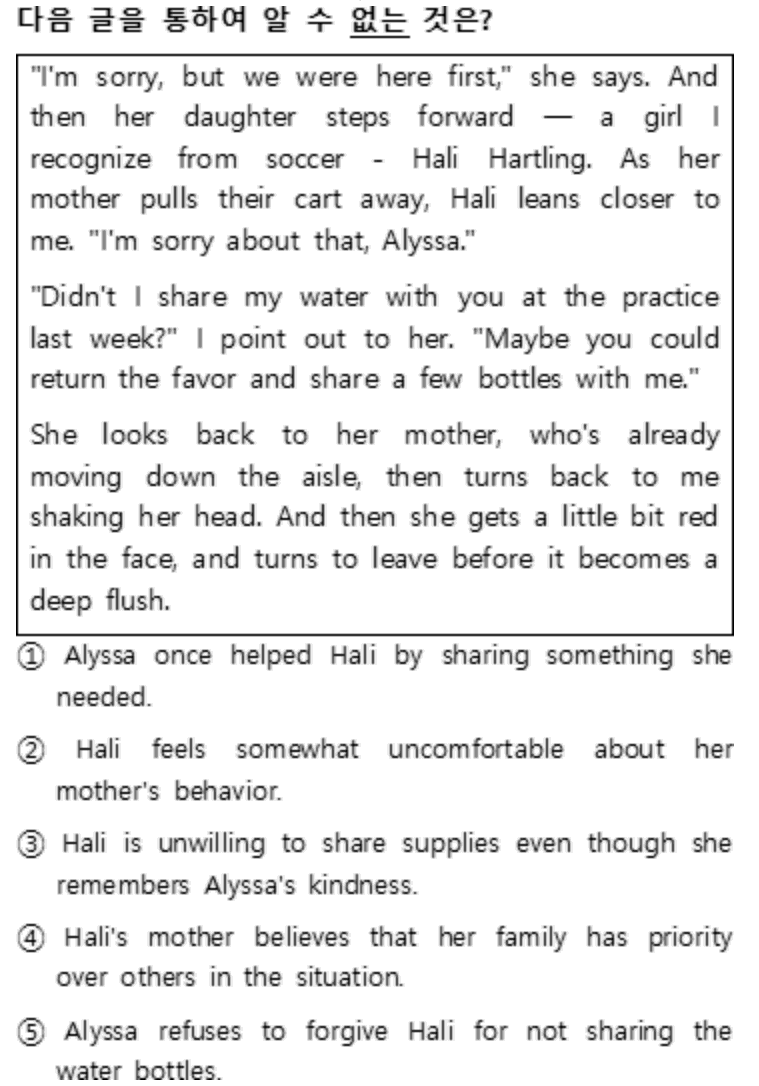 다음 글을 통하여 알 수 없는 것은?
"I'm sorry, but we were here first," she says. And
then her daughter steps forward — a girl I
recognize from soccer - Hali Hartling. As her
mother pulls their cart away, Hali leans closer to
me. "I'm sorry about that, Alyssa."
"Didn't I share my water with you at the practice
last week?" I point out to her. "Maybe you could
return the favor and share a few bottles with me."
She looks back to her mother, who's already
moving down the aisle, then turns back to me
shaking her head. And then she gets a little bit red
in the face, and turns to leave before it becomes a
deep flush.
① Alyssa once helped Hali by sharing something she
needed.
② Hali feels somewhat uncomfortable about her
mother's behavior.
③ Hali is unwilling to share supplies even though she
remembers Alyssa's kindness.
④ Hali's mother believes that her family has priority
over others in the situation.
⑤ Alyssa refuses to forgive Hali for not sharing the
water bottles.